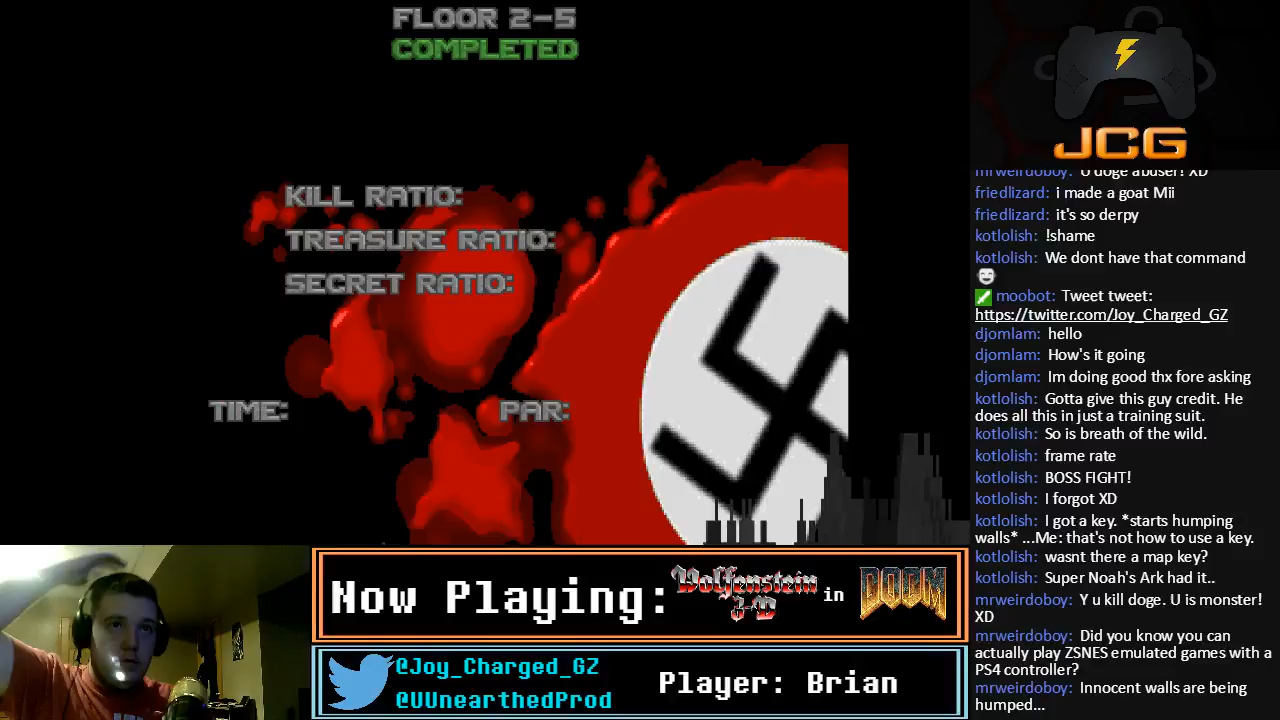 FLOOR 2-5
COMPLETED
KILL RATIO:
TREASURE RATIO:
SECRET RATIO:
TIME:
PAR:
JCG
mrweirdoboy: U doge abuser! XD
friedlizard: i made a goat Mii
friedlizard: it's so derpy
kotlolish: !shame
kotlolish: We dont have that command
moobot: Tweet tweet:
https://twitter.com/Joy_Charged_GZ
djomlam: hello
djomlam: How's it going
djomlam: Im doing good thx fore asking
kotlolish: Gotta give this guy credit. He
does all this in just a training suit.
kotlolish: So is breath of the wild.
kotlolish: frame rate
kotlolish: BOSS FIGHT!
kotlolish: I forgot XD
kotlolish: I got a key. *starts humping
walls* ...Me: that's not how to use a key.
kotlolish: wasnt there a map key?
kotlolish: Super Noah's Ark had it..
mrweirdoboy: Y u kill doge. U is monster!
XD
mrweirdoboy: Did you know you can
actually play ZSNES emulated games with a
PS4 controller?
mrweirdoboy: Innocent walls are being
humped...
Now Playing: Wolfenstein 3-D in DOOM
@Joy_Charged_GZ
@UUnearthedProd
Player: Brian